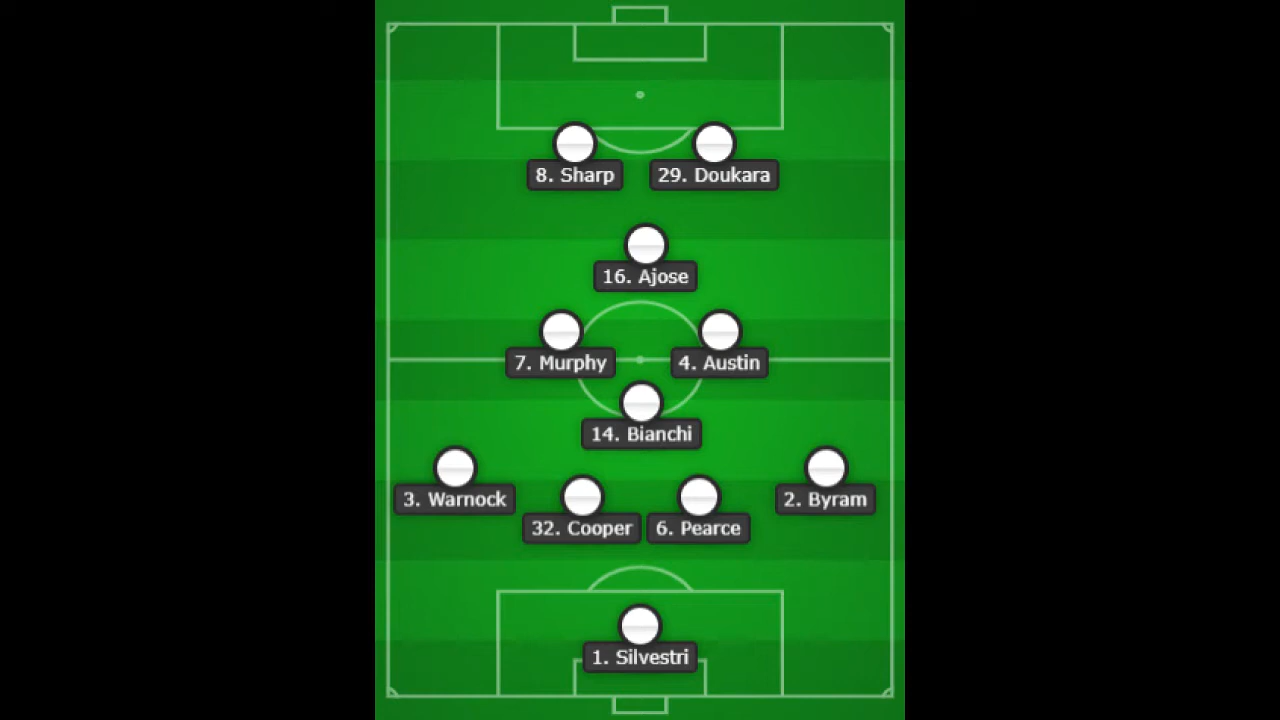 8. Sharp
29. Doukara
16. Ajose
7. Murphy
4. Austin
14. Bianchi
3. Warnock
2. Byram
32. Cooper
6. Pearce
1. Silvestri